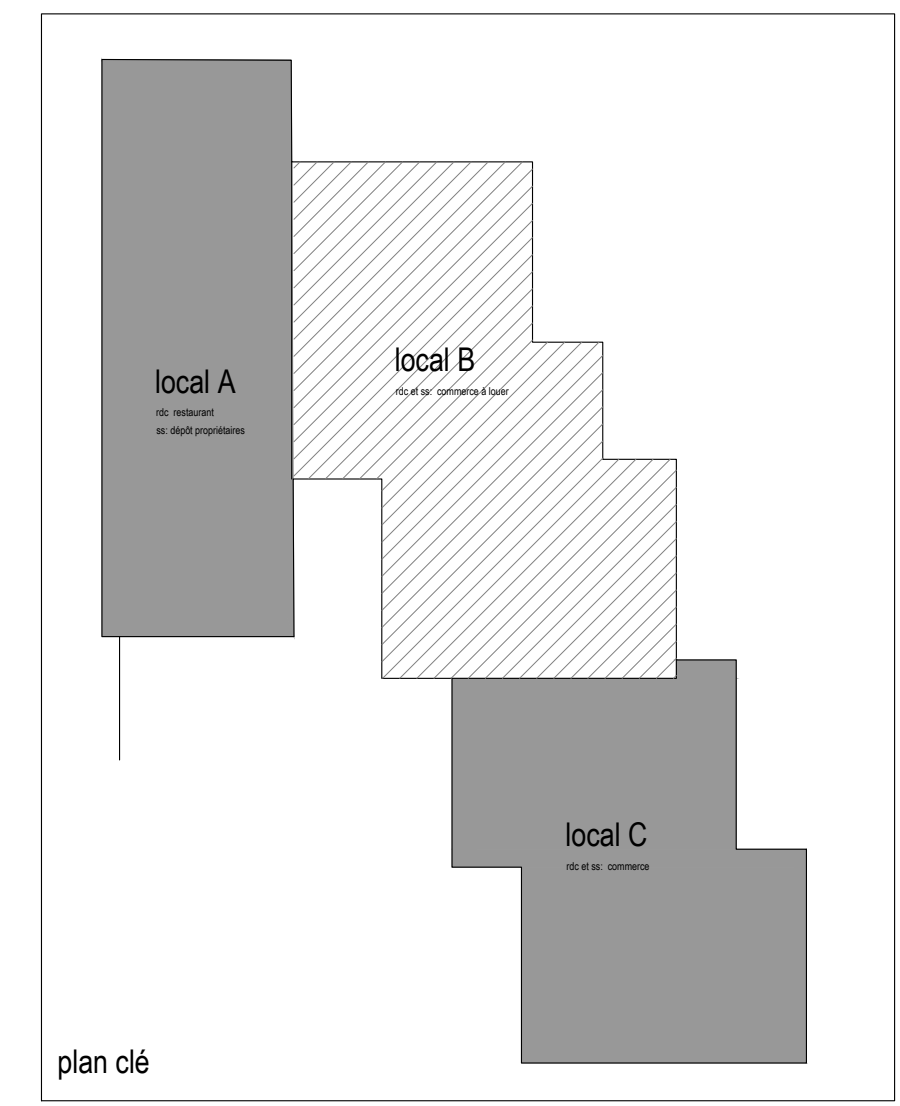 local A
rdc restaurant
ss: dépôt propriétaires
local B
rdc et ss: commerce à louer
local C
rdc et ss: commerce
plan clé